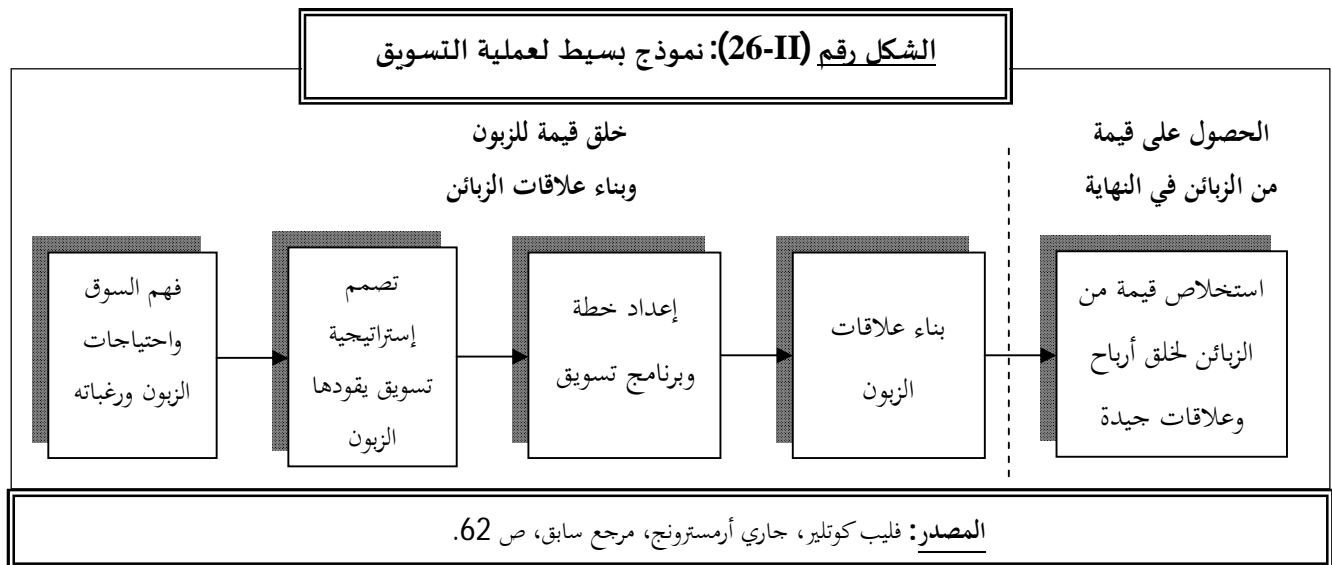 الشكل رقم (II-26): نموذج بسيط لعملية التسويق
خلق قيمة للزبون
وبناء علاقات الزبائن
الحصول على قيمة
من الزبائن في النهاية
فهم السوق
واحتياجات
الزبون ورغباته
تصمم
إستراتيجية
تسويق يقودها
الزبون
إعداد خطة
وبرنامج تسويق
بناء علاقات
الزبون
استخلاص قيمة من
الزبائن لخلق أرباح
وعلاقات جيدة
المصدر: فليب كوتلير، جاري أرمسترونج، مرجع سابق، ص 62.